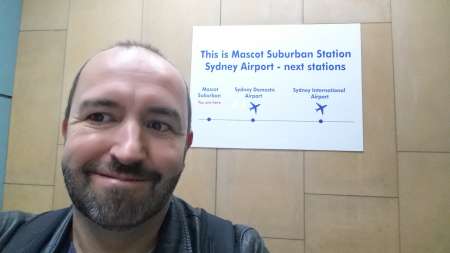 This is Mascot Suburban Station
Sydney Airport - next stations
Mascot Suburban
You are here
Sydney Domestic Airport
Sydney International Airport